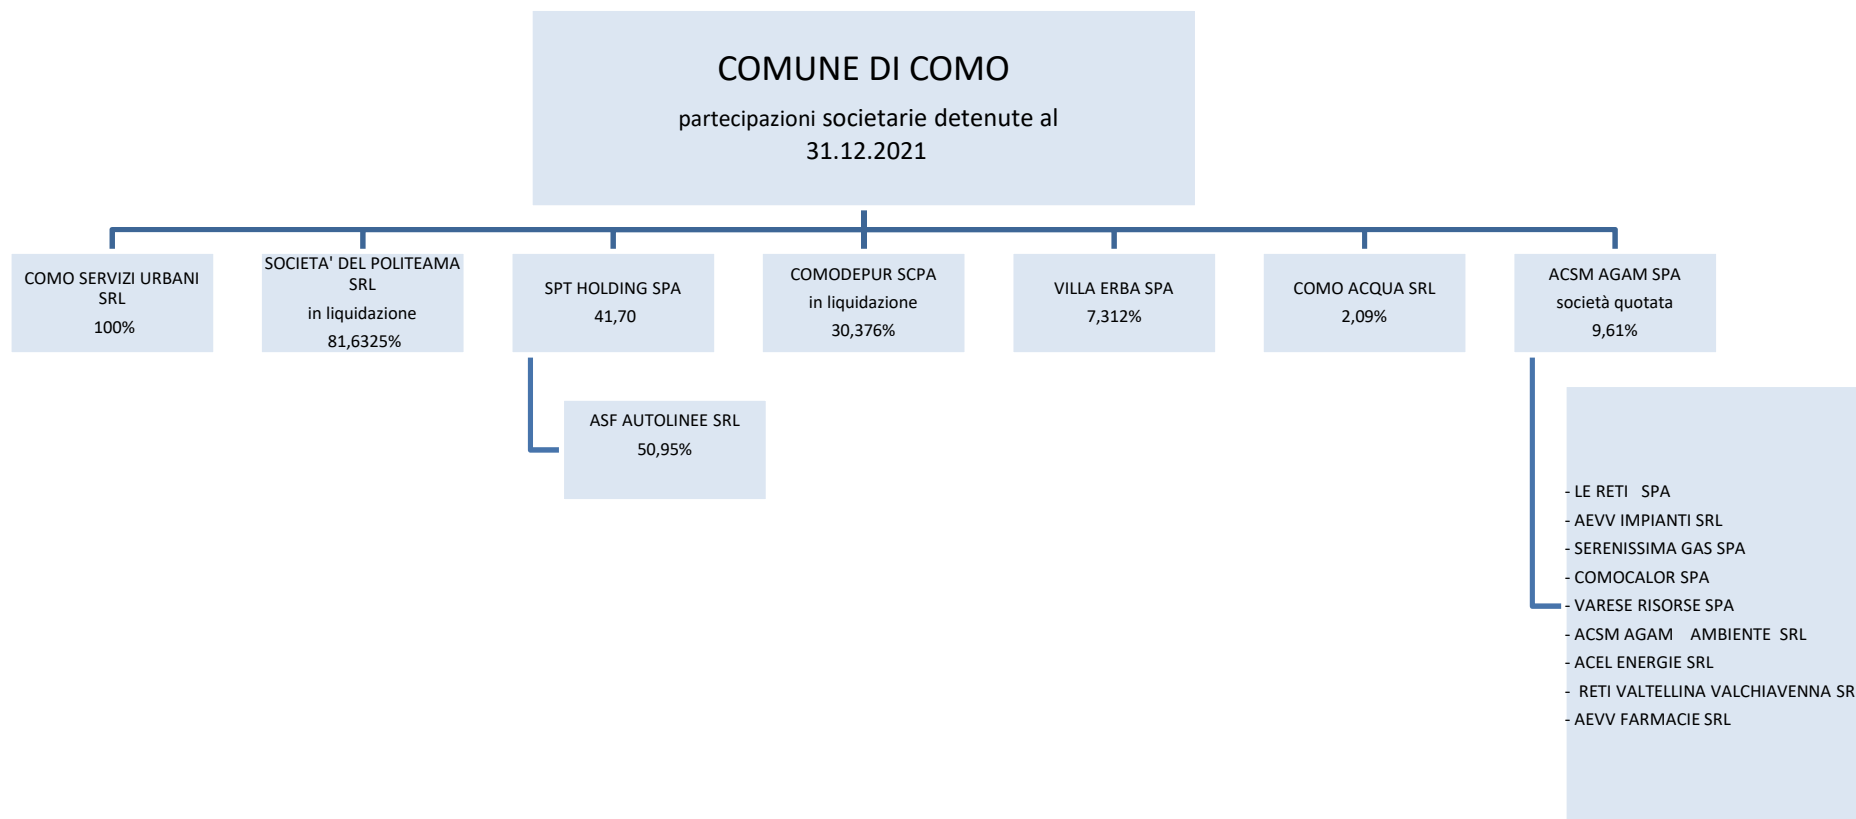 COMUNE DI COMO
partecipazioni societarie detenute al
31.12.2021
COMO SERVIZI URBANI
SRL
100%
SOCIETA' DEL POLITEAMA
SRL
in liquidazione
81,6325%
SPT HOLDING SPA
41,70
COMODEPUR SCPA
in liquidazione
30,376%
VILLA ERBA SPA
7,312%
COMO ACQUA SRL
2,09%
ACSM AGAM SPA
società quotata
9,61%
ASF AUTOLINEE SRL
50,95%
- LE RETI SPA
- AEVV IMPIANTI SRL
- SERENISSIMA GAS SPA
- COMOCALOR SPA
- VARESE RISORSE SPA
- ACSM AGAM AMBIENTE SRL
- ACEL ENERGIE SRL
- RETI VALTELLINA VALCHIAVENNA SR
- AEVV FARMACIE SRL